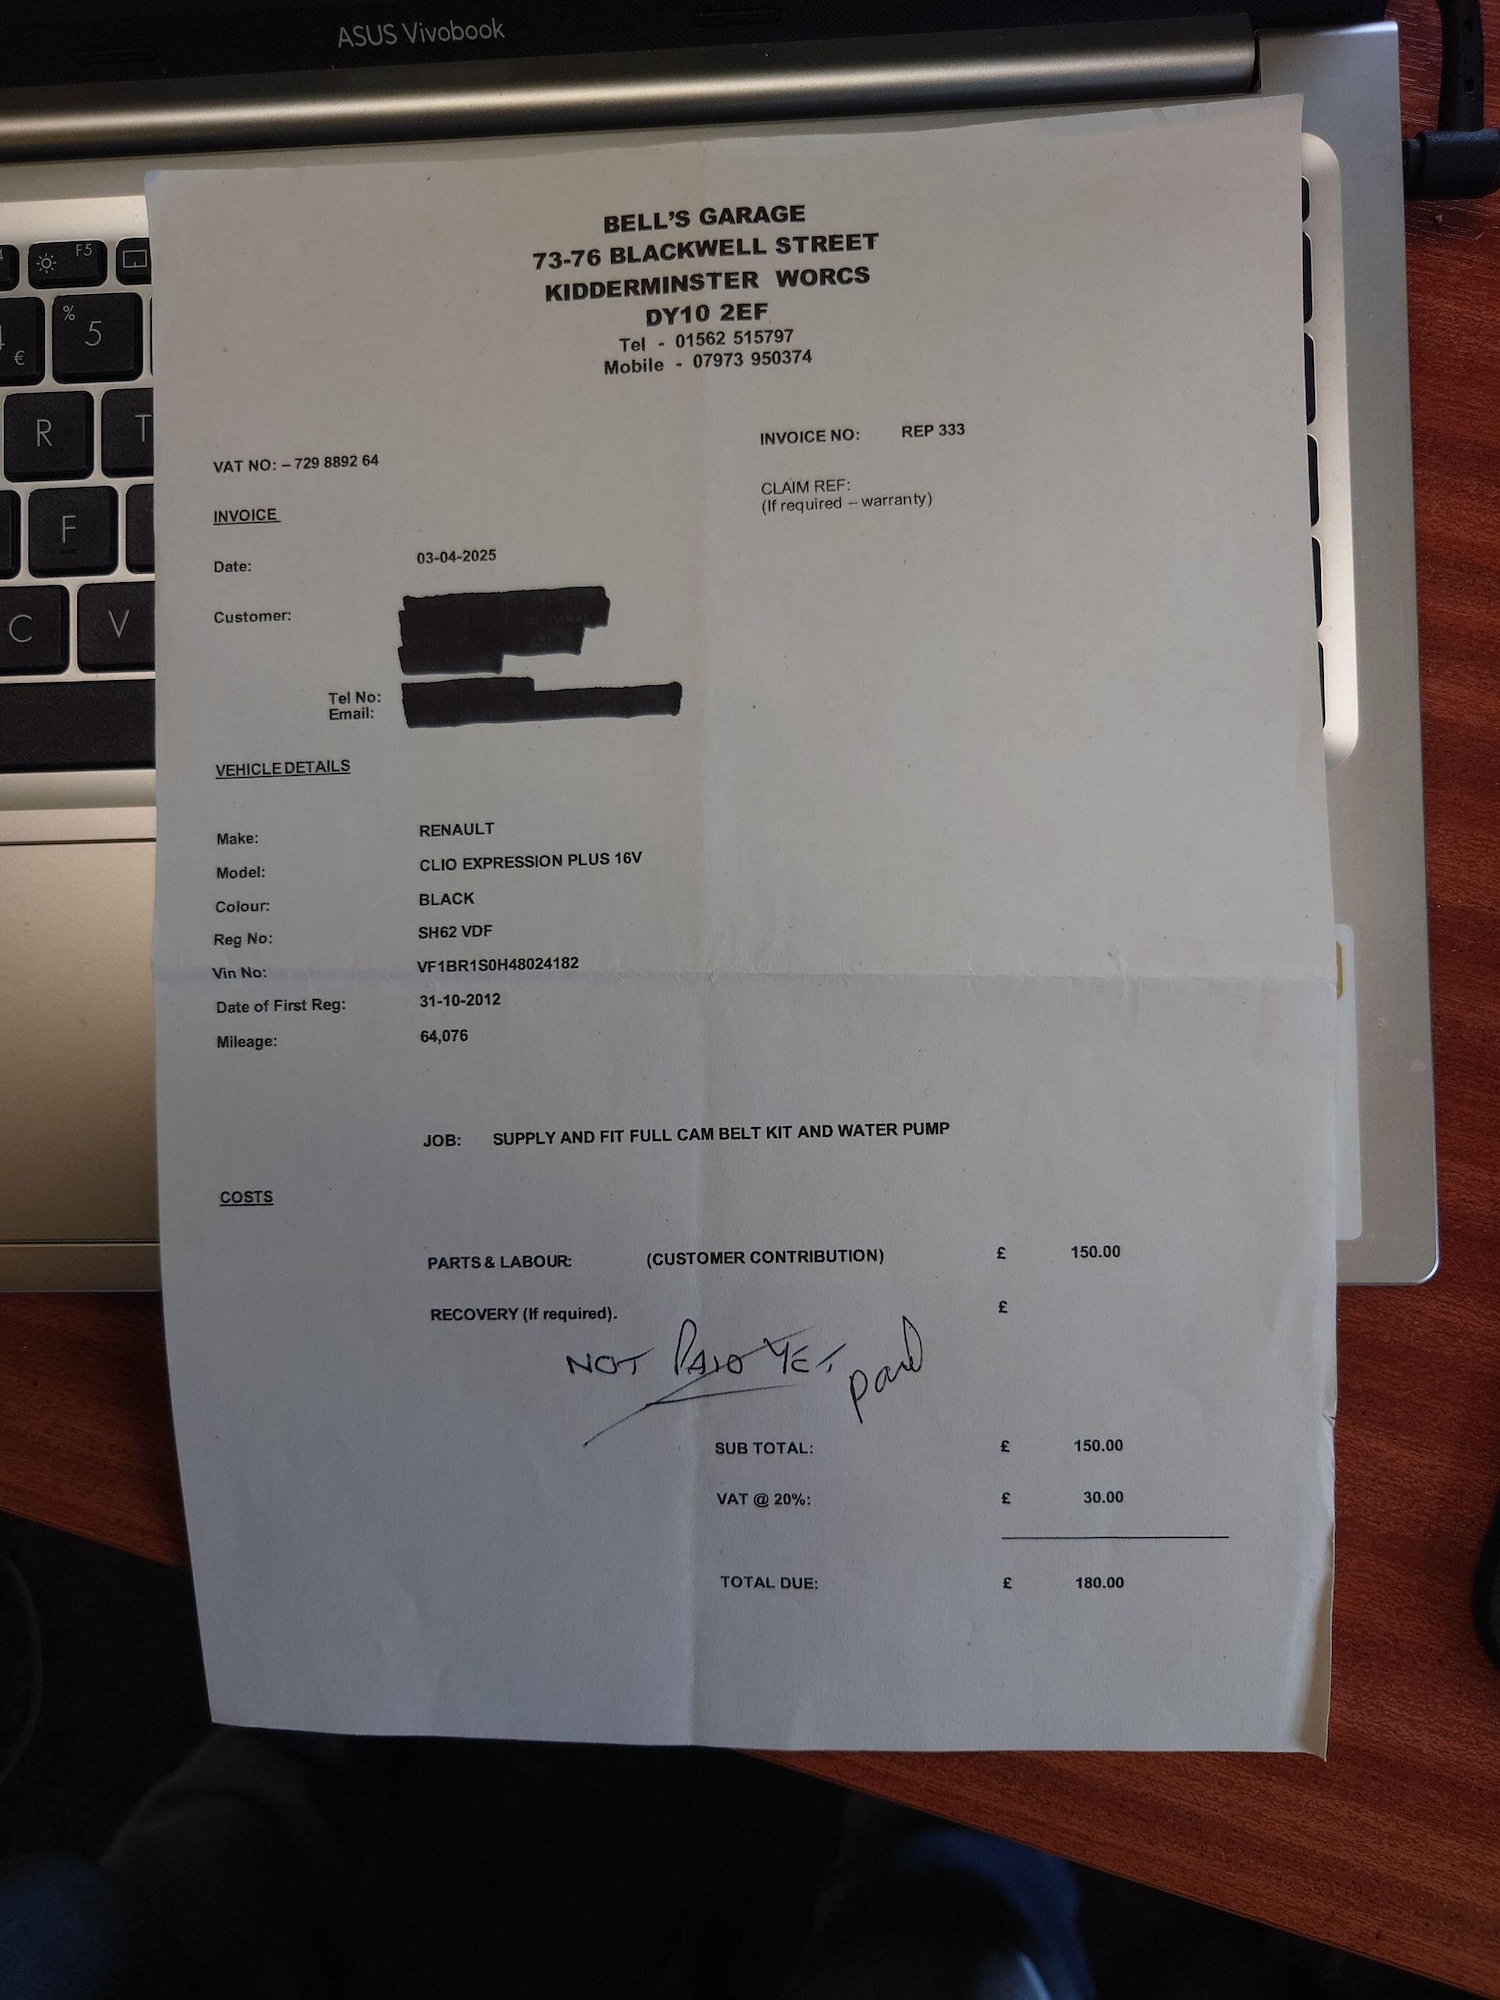 ASUS Vivobook
F5
% 5
€
R
T
F
C
V
BELL'S GARAGE
73-76 BLACKWELL STREET
KIDDERMINSTER WORCS
DY10 2EF
Tel - 01562 515797
Mobile - 07973 950374
INVOICE NO: REP 333
VAT NO: – 729 8892 64
CLAIM REF:
(If required – warranty)
INVOICE
Date: 03-04-2025
Customer:
Tel No:
Email:
VEHICLE DETAILS
Make: RENAULT
Model: CLIO EXPRESSION PLUS 16V
Colour: BLACK
Reg No: SH62 VDF
Vin No: VF1BR1S0H48024182
Date of First Reg: 31-10-2012
Mileage: 64,076
JOB: SUPPLY AND FIT FULL CAM BELT KIT AND WATER PUMP
COSTS
PARTS & LABOUR: (CUSTOMER CONTRIBUTION) £ 150.00
RECOVERY (If required). £
NOT PAID YET, paid
SUB TOTAL: £ 150.00
VAT @ 20%: £ 30.00
TOTAL DUE: £ 180.00